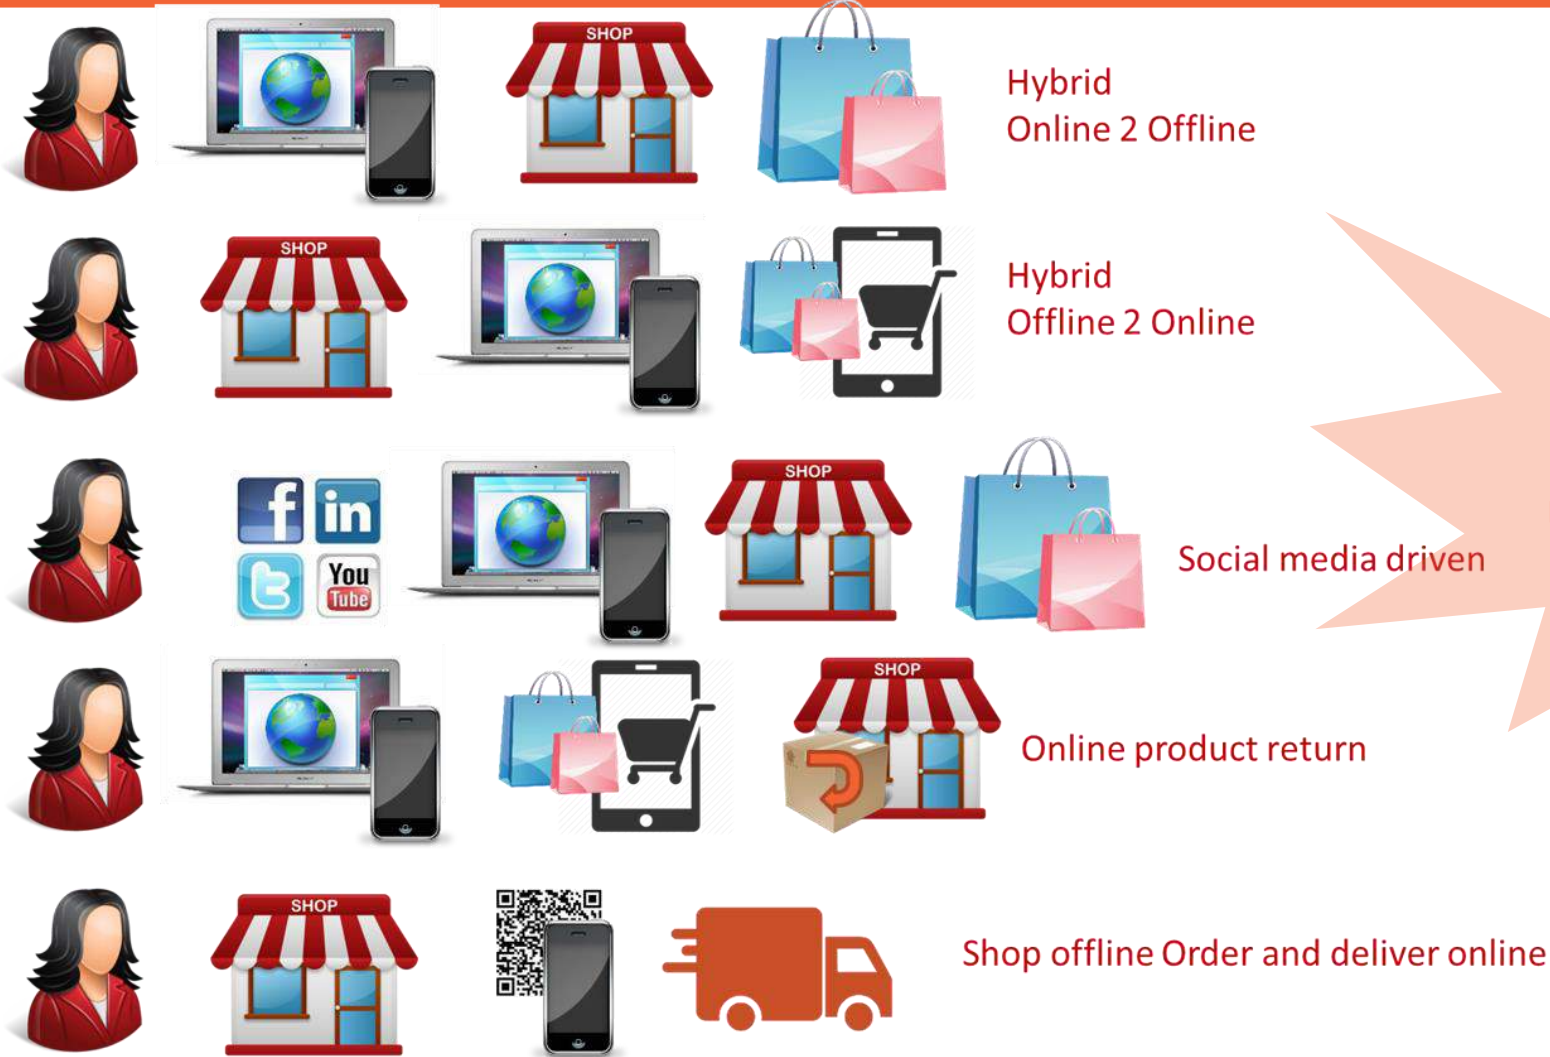 SHOP
Hybrid
Online 2 Offline
SHOP
Hybrid
Offline 2 Online
f in
t You
Tube
SHOP
Social media driven
SHOP
Online product return
SHOP
Shop offline Order and deliver online